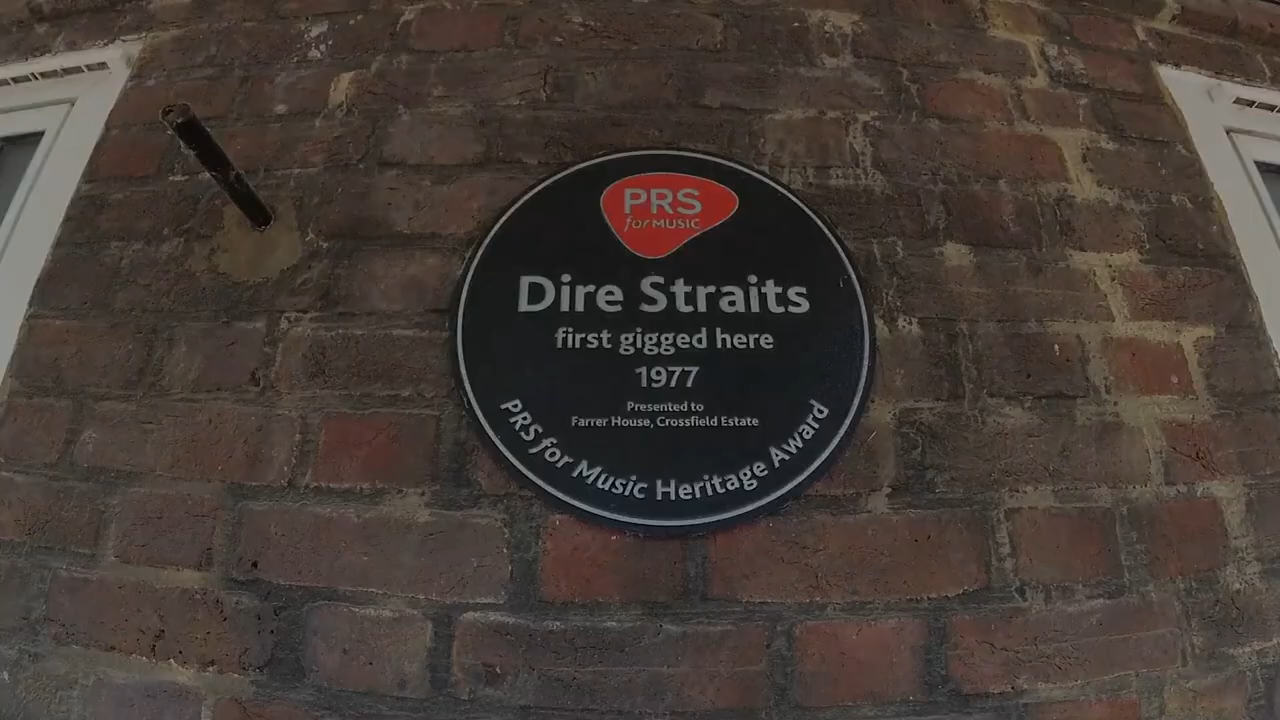 PRS
for MUSIC
Dire Straits
first gigged here
1977
Presented to
Farrer House, Crossfield Estate
PRS for Music Heritage Award